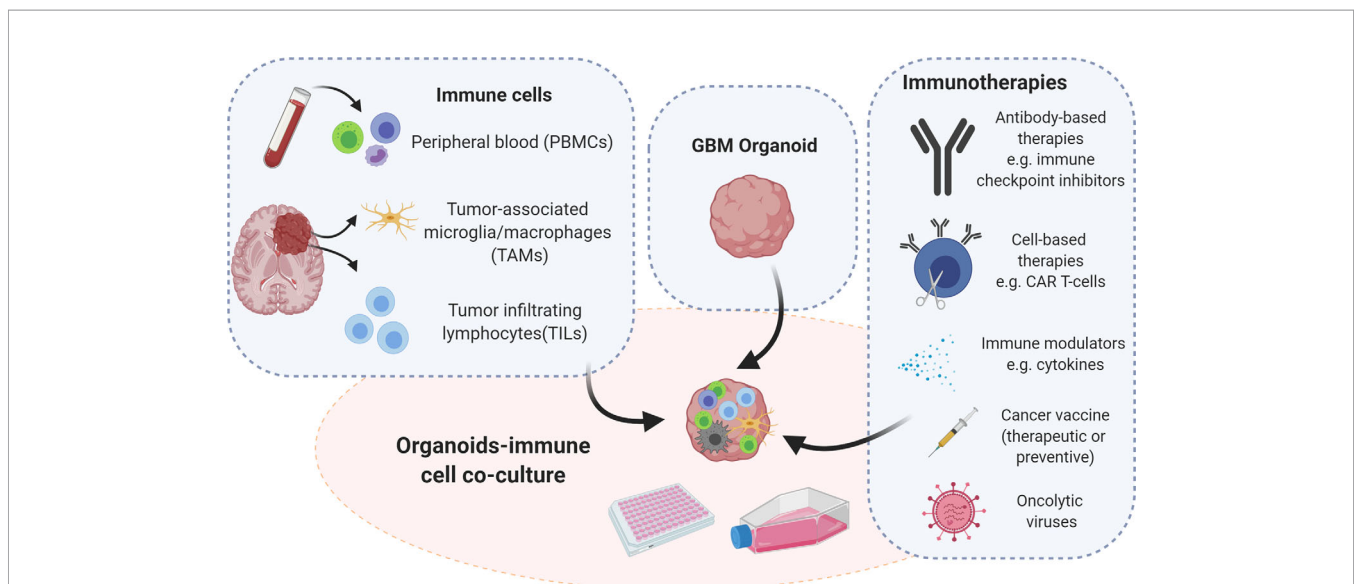 Immune cells
Peripheral blood (PBMCs)
Tumor-associated
microglia/macrophages
(TAMs)
Tumor infiltrating
lymphocytes(TILs)
GBM Organoid
Immunotherapies
Antibody-based
therapies
e.g. immune
checkpoint inhibitors
Cell-based
therapies
e.g. CAR T-cells
Immune modulators
e.g. cytokines
Cancer vaccine
(therapeutic or
preventive)
Oncolytic
viruses
Organoids-immune
cell co-culture